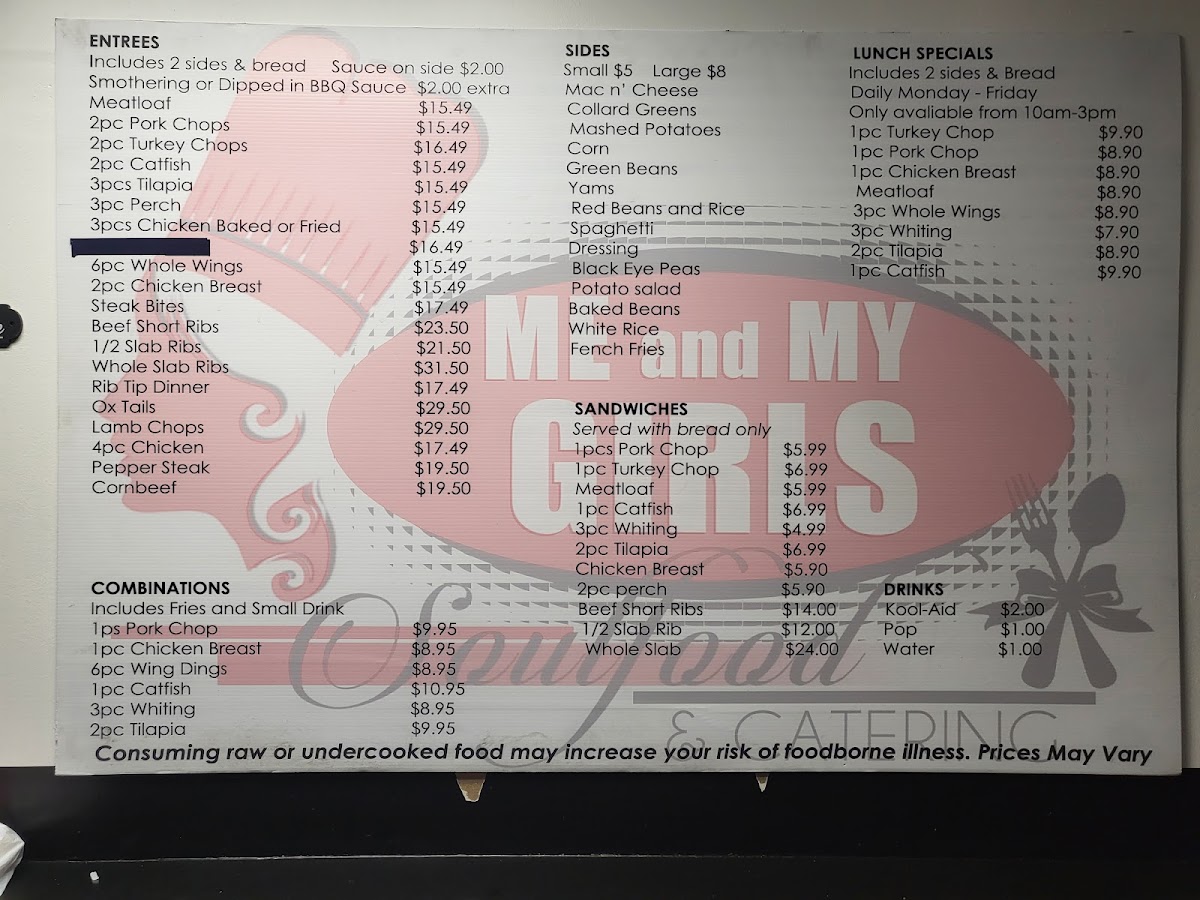 ENTREES
Includes 2 sides & bread Sauce on side $2.00
Smothering or Dipped in BBQ Sauce $2.00 extra
Meatloaf $15.49
2pc Pork Chops $15.49
2pc Turkey Chops $16.49
2pc Catfish $15.49
3pcs Tilapia $15.49
3pc Perch $15.49
3pcs Chicken Baked or Fried $15.49
$16.49
6pc Whole Wings $15.49
2pc Chicken Breast $15.49
Steak Bites $17.49
Beef Short Ribs $23.50
1/2 Slab Ribs $21.50
Whole Slab Ribs $31.50
Rib Tip Dinner $17.49
Ox Tails $29.50
Lamb Chops $29.50
4pc Chicken $17.49
Pepper Steak $19.50
Cornbeef $19.50
COMBINATIONS
Includes Fries and Small Drink
1ps Pork Chop $9.95
1pc Chicken Breast $8.95
6pc Wing Dings $8.95
1pc Catfish $10.95
3pc Whiting $8.95
2pc Tilapia $9.95
SIDES
Small $5 Large $8
Mac n' Cheese
Collard Greens
Mashed Potatoes
Corn
Green Beans
Yams
Red Beans and Rice
Spaghetti
Dressing
Black Eye Peas
Potato salad
Baked Beans
White Rice
Fench Fries
SANDWICHES
Served with bread only
1pcs Pork Chop $5.99
1pc Turkey Chop $6.99
Meatloaf $5.99
1pc Catfish $6.99
3pc Whiting $4.99
2pc Tilapia $6.99
Chicken Breast $5.90
2pc perch $5.90
Beef Short Ribs $14.00
1/2 Slab Rib $12.00
Whole Slab $24.00
LUNCH SPECIALS
Includes 2 sides & Bread
Daily Monday - Friday
Only avaliable from 10am-3pm
1pc Turkey Chop $9.90
1pc Pork Chop $8.90
1pc Chicken Breast $8.90
Meatloaf $8.90
3pc Whole Wings $8.90
3pc Whiting $7.90
2pc Tilapia $8.90
1pc Catfish $9.90
DRINKS
Kool-Aid $2.00
Pop $1.00
Water $1.00
ME and MY
GIRLS
Soulfood
& CATERING
Consuming raw or undercooked food may increase your risk of foodborne illness. Prices May Vary